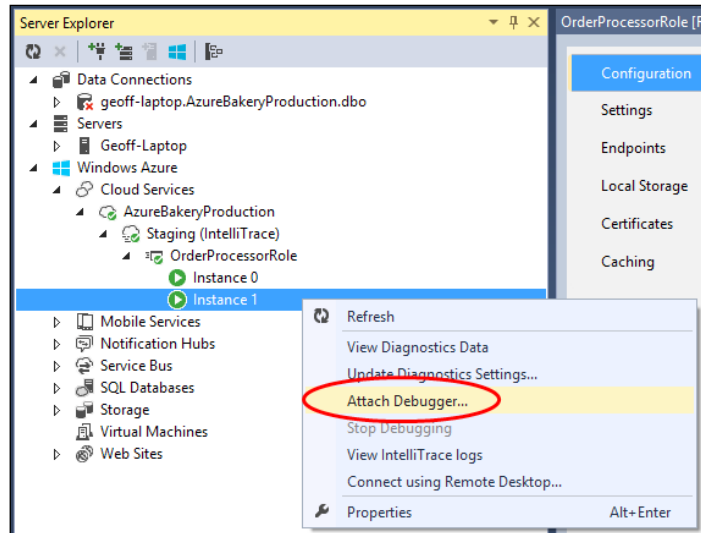 Server Explorer
OrderProcessorRole [
Data Connections
geoff-laptop.AzureBakeryProduction.dbo
Servers
Geoff-Laptop
Windows Azure
Cloud Services
AzureBakeryProduction
Staging (IntelliTrace)
OrderProcessorRole
Instance 0
Instance 1
Mobile Services
Notification Hubs
Service Bus
SQL Databases
Storage
Virtual Machines
Web Sites
Refresh
View Diagnostics Data
Update Diagnostics Settings...
Attach Debugger...
Stop Debugging
View IntelliTrace logs
Connect using Remote Desktop...
Properties Alt+Enter
Configuration
Settings
Endpoints
Local Storage
Certificates
Caching